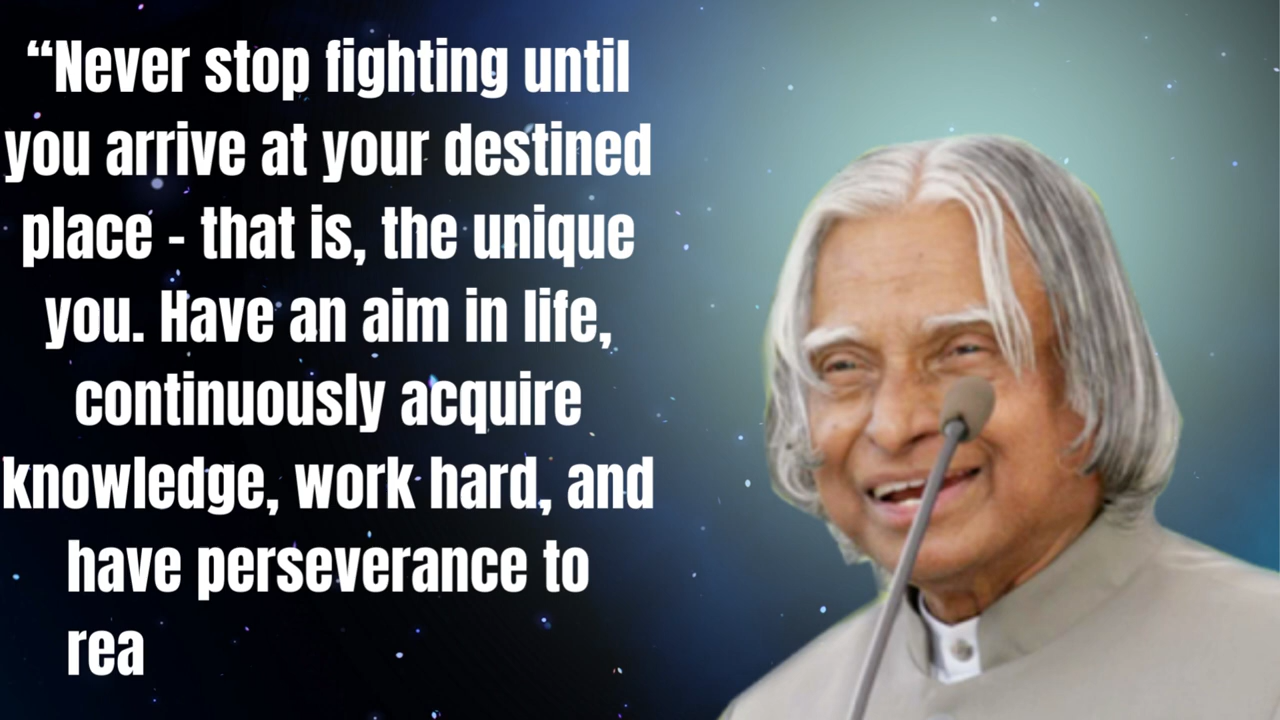 “Never stop fighting until
you arrive at your destined
place - that is, the unique
you. Have an aim in life,
continuously acquire
knowledge, work hard, and
have perseverance to
rea